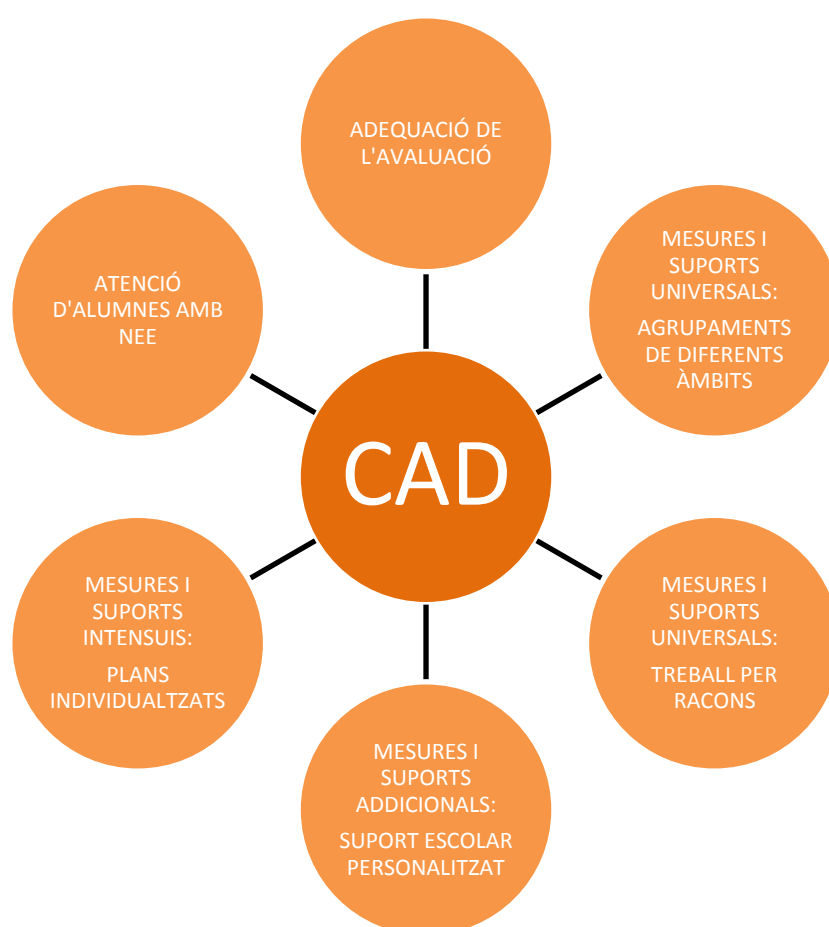 ADEQUACIÓ DE
L'AVALUACIÓ
MESURES I
SUPORTS
UNIVERSALS:
AGRUPAMENTS
DE DIFERENTS
ÀMBITS
MESURES I
SUPORTS
UNIVERSALS:
TREBALL PER
RACONS
MESURES I
SUPORTS
ADDICIONALS:
SUPORT ESCOLAR
PERSONALITZAT
MESURES I
SUPORTS
INTENSUIS:
PLANS
INDIVIDUALTZATS
ATENCIÓ
D'ALUMNES AMB
NEE
CAD